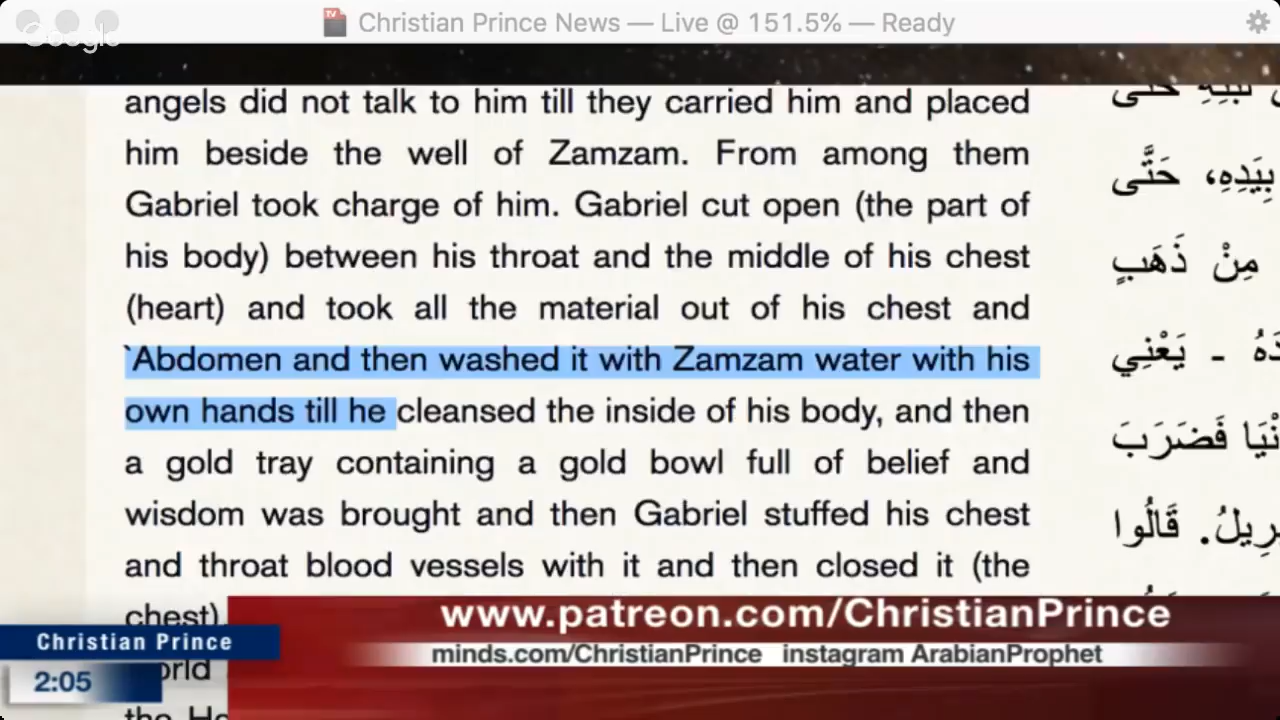 Christian Prince News — Live @ 151.5% — Ready
Google
angels did not talk to him till they carried him and placed
him beside the well of Zamzam. From among them
Gabriel took charge of him. Gabriel cut open (the part of
his body) between his throat and the middle of his chest
(heart) and took all the material out of his chest and
`Abdomen and then washed it with Zamzam water with his
own hands till he cleansed the inside of his body, and then
a gold tray containing a gold bowl full of belief and
wisdom was brought and then Gabriel stuffed his chest
and throat blood vessels with it and then closed it (the
chest)
the
حَتَّى
بِيَدِهِ، حَتَّى
مِنْ ذَهَبٍ
ـ يَعْنِي
فَضَرَبَ
قَالُوا
www.patreon.com/ChristianPrince
minds.com/ChristianPrince instagram ArabianProphet
Christian Prince
2:05